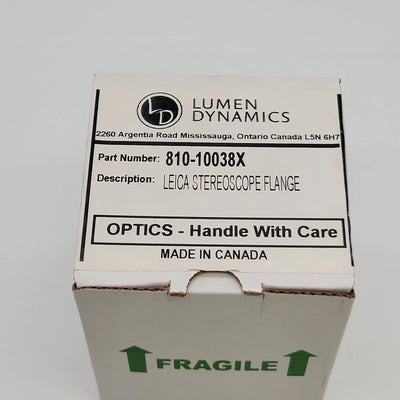 LD
LUMEN
DYNAMICS
2260 Argentia Road Mississauga, Ontario Canada L5N 6H7
Part Number: 810-10038X
Description: LEICA STEREOSCOPE FLANGE
OPTICS - Handle With Care
MADE IN CANADA
FRAGILE